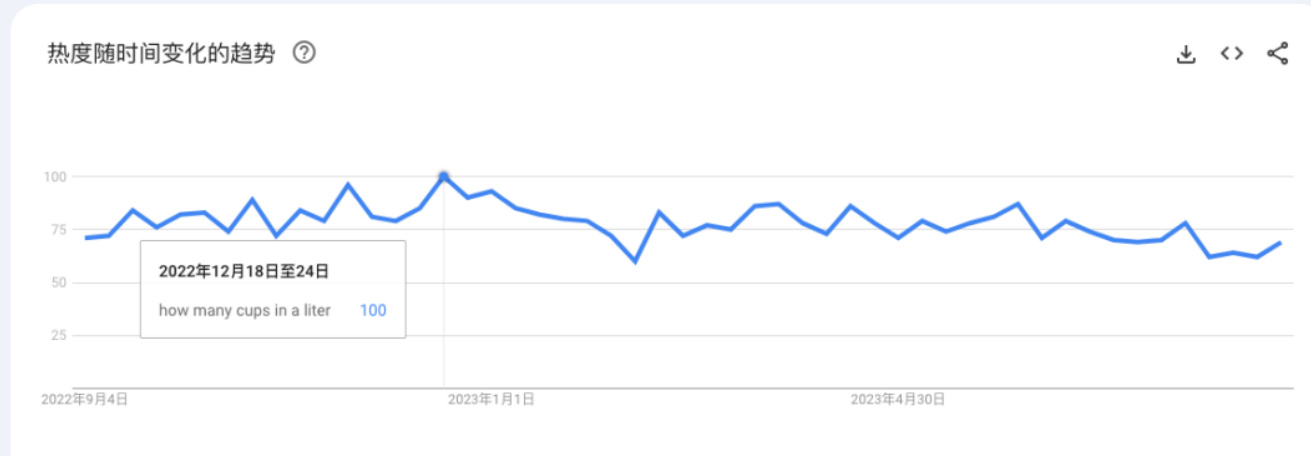 热度随时间变化的趋势
100
75
50
25
2022年12月18日至24日
how many cups in a liter 100
2022年9月4日 2023年1月1日 2023年4月30日